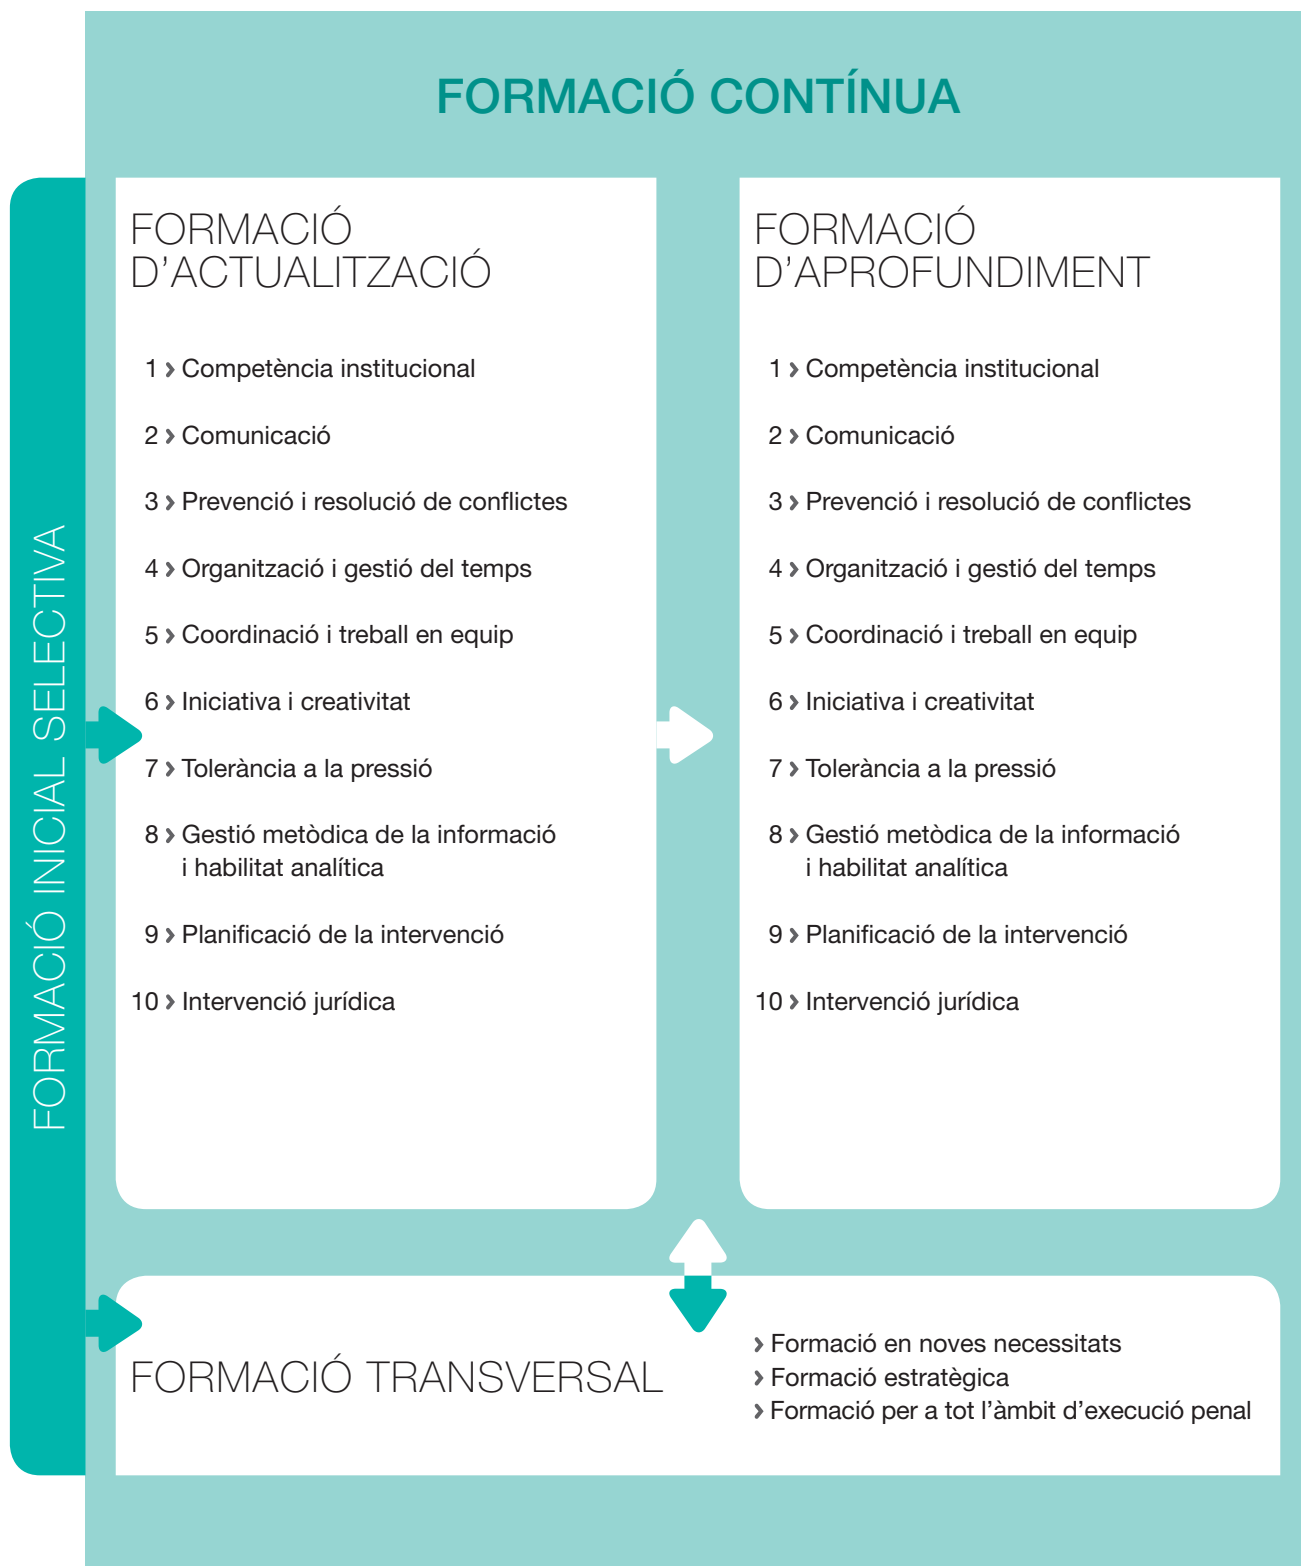 FORMACIÓ CONTÍNUA
FORMACIÓ INICIAL SELECTIVA
FORMACIÓ
D’ACTUALITZACIÓ
1 › Competència institucional
2 › Comunicació
3 › Prevenció i resolució de conflictes
4 › Organització i gestió del temps
5 › Coordinació i treball en equip
6 › Iniciativa i creativitat
7 › Tolerància a la pressió
8 › Gestió metòdica de la informació
i habilitat analítica
9 › Planificació de la intervenció
10 › Intervenció jurídica
FORMACIÓ
D’APROFUNDIMENT
1 › Competència institucional
2 › Comunicació
3 › Prevenció i resolució de conflictes
4 › Organització i gestió del temps
5 › Coordinació i treball en equip
6 › Iniciativa i creativitat
7 › Tolerància a la pressió
8 › Gestió metòdica de la informació
i habilitat analítica
9 › Planificació de la intervenció
10 › Intervenció jurídica
FORMACIÓ TRANSVERSAL
› Formació en noves necessitats
› Formació estratègica
› Formació per a tot l’àmbit d’execució penal